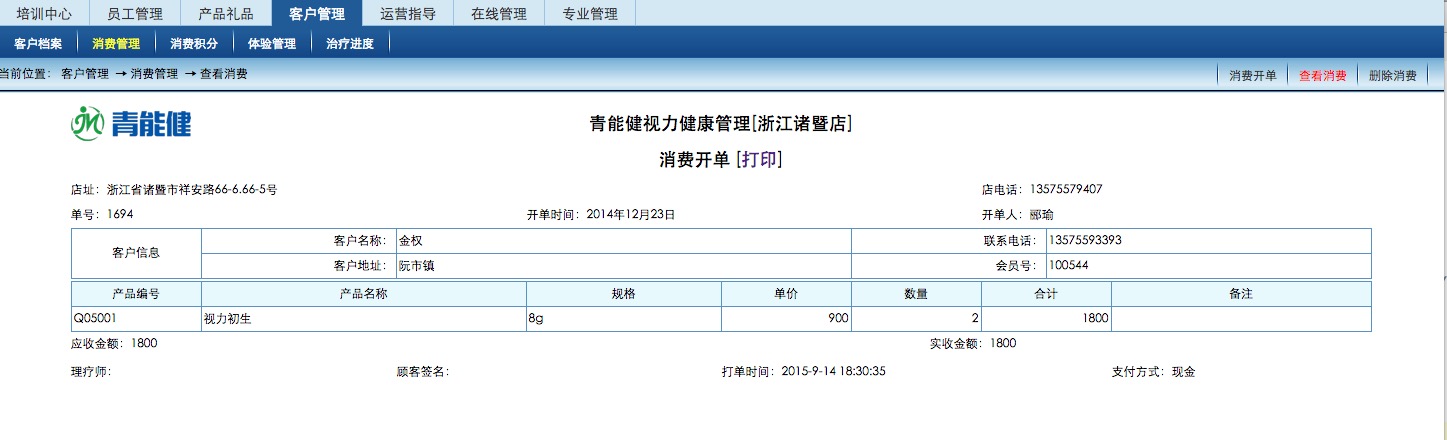 培训中心 员工管理 产品礼品 客户管理 运营指导 在线管理 专业管理
客户档案 消费管理 消费积分 体验管理 治疗进度
当前位置： 客户管理 → 消费管理 → 查看消费 消费开单 查看消费 删除消费
青能健
青能健视力健康管理[浙江诸暨店]
消费开单 [打印]
店址：浙江省诸暨市祥安路66-6.66-5号 店电话：13575579407
单号：1694 开单时间：2014年12月23日 开单人：郦瑜
客户信息 客户名称：金权 联系电话：13575593393
客户地址：阮市镇 会员号：100544
产品编号 产品名称 规格 单价 数量 合计 备注
Q05001 视力初生 8g 900 2 1800
应收金额：1800 实收金额：1800
理疗师： 顾客签名： 打单时间：2015-9-14 18:30:35 支付方式：现金